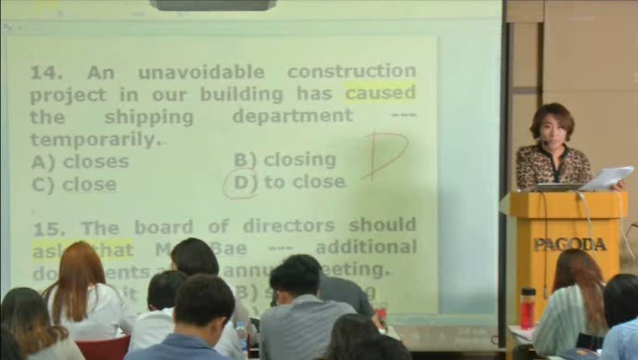 14. An unavoidable construction
project in our building has caused
the shipping department ---
temporarily.
A) closes B) closing
C) close D) to close
D
15. The board of directors should
ask that Bae --- additional
annual meeting.
B)
PAGODA